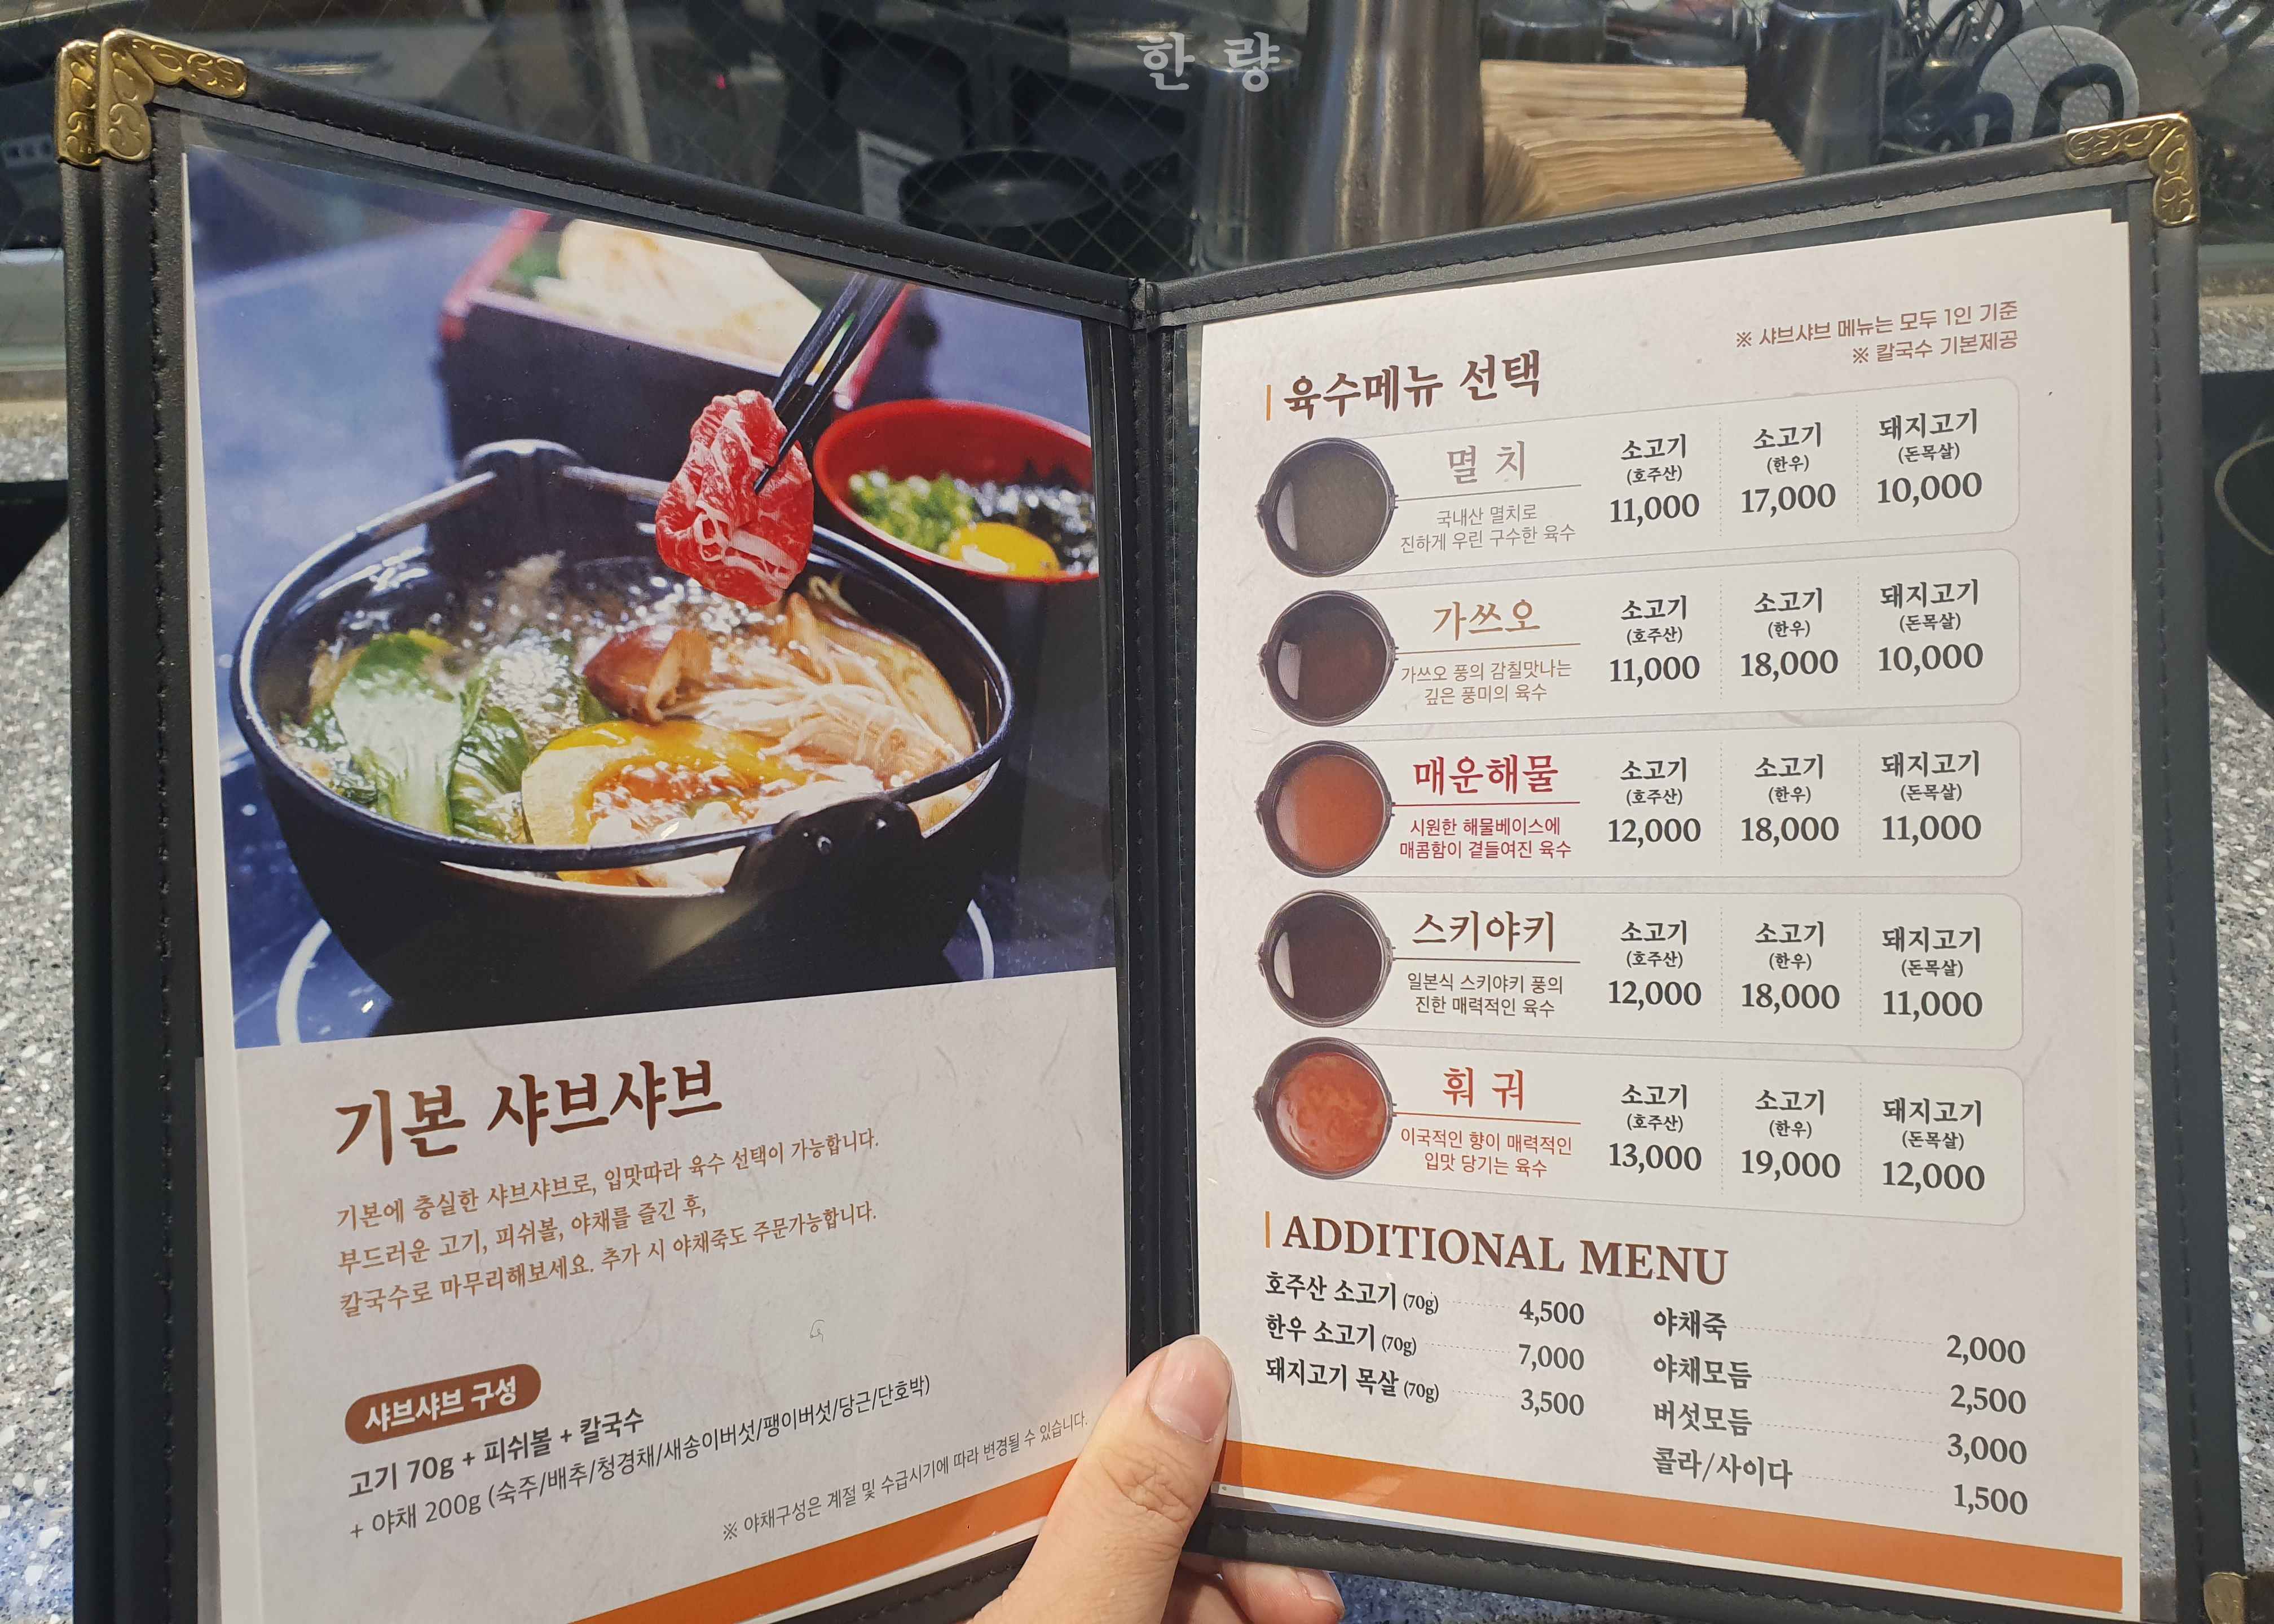 한 량
기본 샤브샤브
기본에 충실한 샤브샤브로, 입맛따라 육수 선택이 가능합니다.
부드러운 고기, 피쉬볼, 야채를 즐긴 후,
칼국수로 마무리해보세요. 추가 시 야채죽도 주문가능합니다.
샤브샤브 구성
고기 70g + 피쉬볼 + 칼국수
+ 야채 200g (숙주/배추/청경채/새송이버섯/팽이버섯/당근/단호박)
※ 야채구성은 계절 및 수급시기에 따라 변경될 수 있습니다.
※ 샤브샤브 메뉴는 모두 1인 기준
※ 칼국수 기본제공
육수메뉴 선택
멸 치
국내산 멸치로
진하게 우린 구수한 육수
소고기
(호주산)
11,000
소고기
(한우)
17,000
돼지고기
(돈목살)
10,000
가쓰오
가쓰오 풍의 감칠맛나는
깊은 풍미의 육수
소고기
(호주산)
11,000
소고기
(한우)
18,000
돼지고기
(돈목살)
10,000
매운해물
시원한 해물베이스에
매콤함이 곁들여진 육수
소고기
(호주산)
12,000
소고기
(한우)
18,000
돼지고기
(돈목살)
11,000
스키야키
일본식 스키야키 풍의
진한 매력적인 육수
소고기
(호주산)
12,000
소고기
(한우)
18,000
돼지고기
(돈목살)
11,000
훠 궈
이국적인 향이 매력적인
입맛 당기는 육수
소고기
(호주산)
13,000
소고기
(한우)
19,000
돼지고기
(돈목살)
12,000
ADDITIONAL MENU
호주산 소고기 (70g) 4,500
한우 소고기 (70g) 7,000
돼지고기 목살 (70g) 3,500
야채죽 2,000
야채모듬 2,500
버섯모듬 3,000
콜라/사이다 1,500